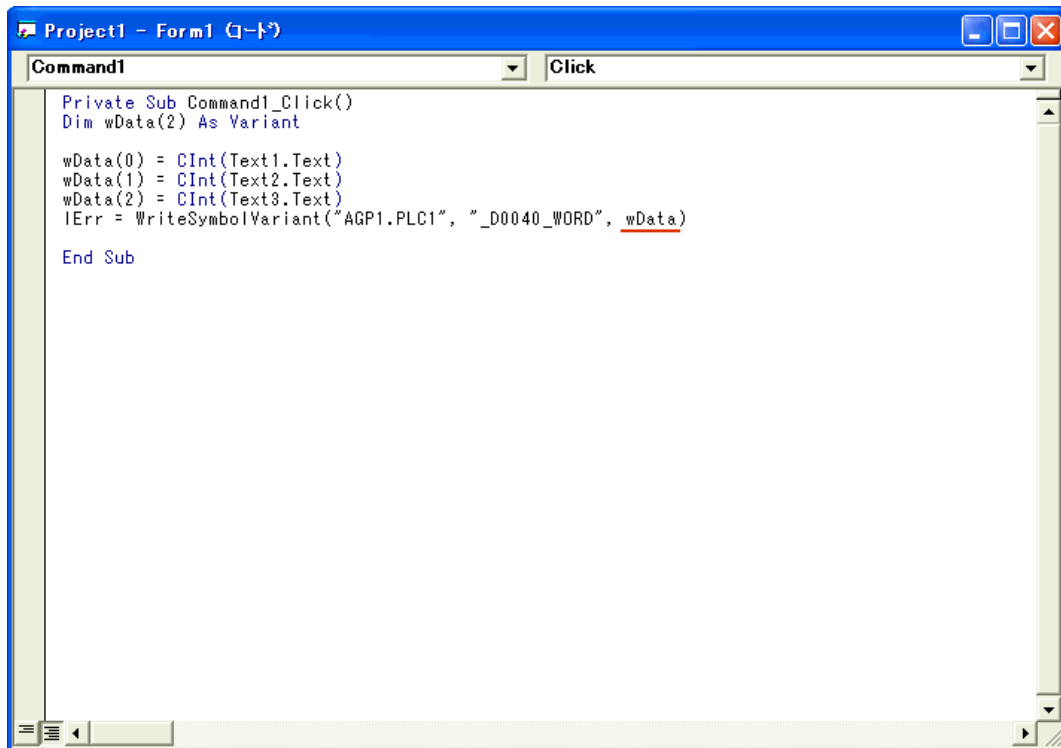 Project1 - Form1 (コード)
Command1
Click
Private Sub Command1_Click()
Dim wData(2) As Variant
wData(0) = CInt(Text1.Text)
wData(1) = CInt(Text2.Text)
wData(2) = CInt(Text3.Text)
lErr = WriteSymbolVariant("AGP1.PLC1", "_D0040_WORD", wData)
End Sub